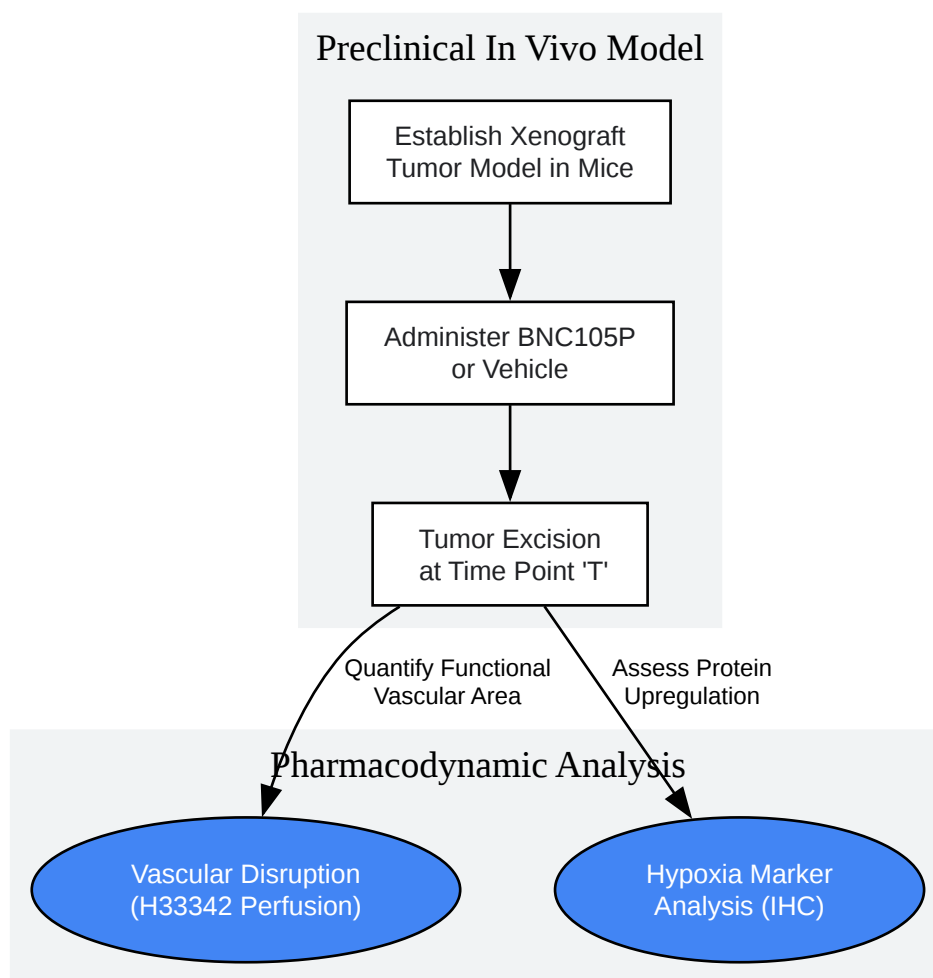 Preclinical In Vivo Model
Establish Xenograft
Tumor Model in Mice
Administer BNC105P
or Vehicle
Tumor Excision
at Time Point 'T'
Quantify Functional
Vascular Area
Assess Protein
Upregulation
Pharmacodynamic Analysis
Vascular Disruption
(H33342 Perfusion)
Hypoxia Marker
Analysis (IHC)